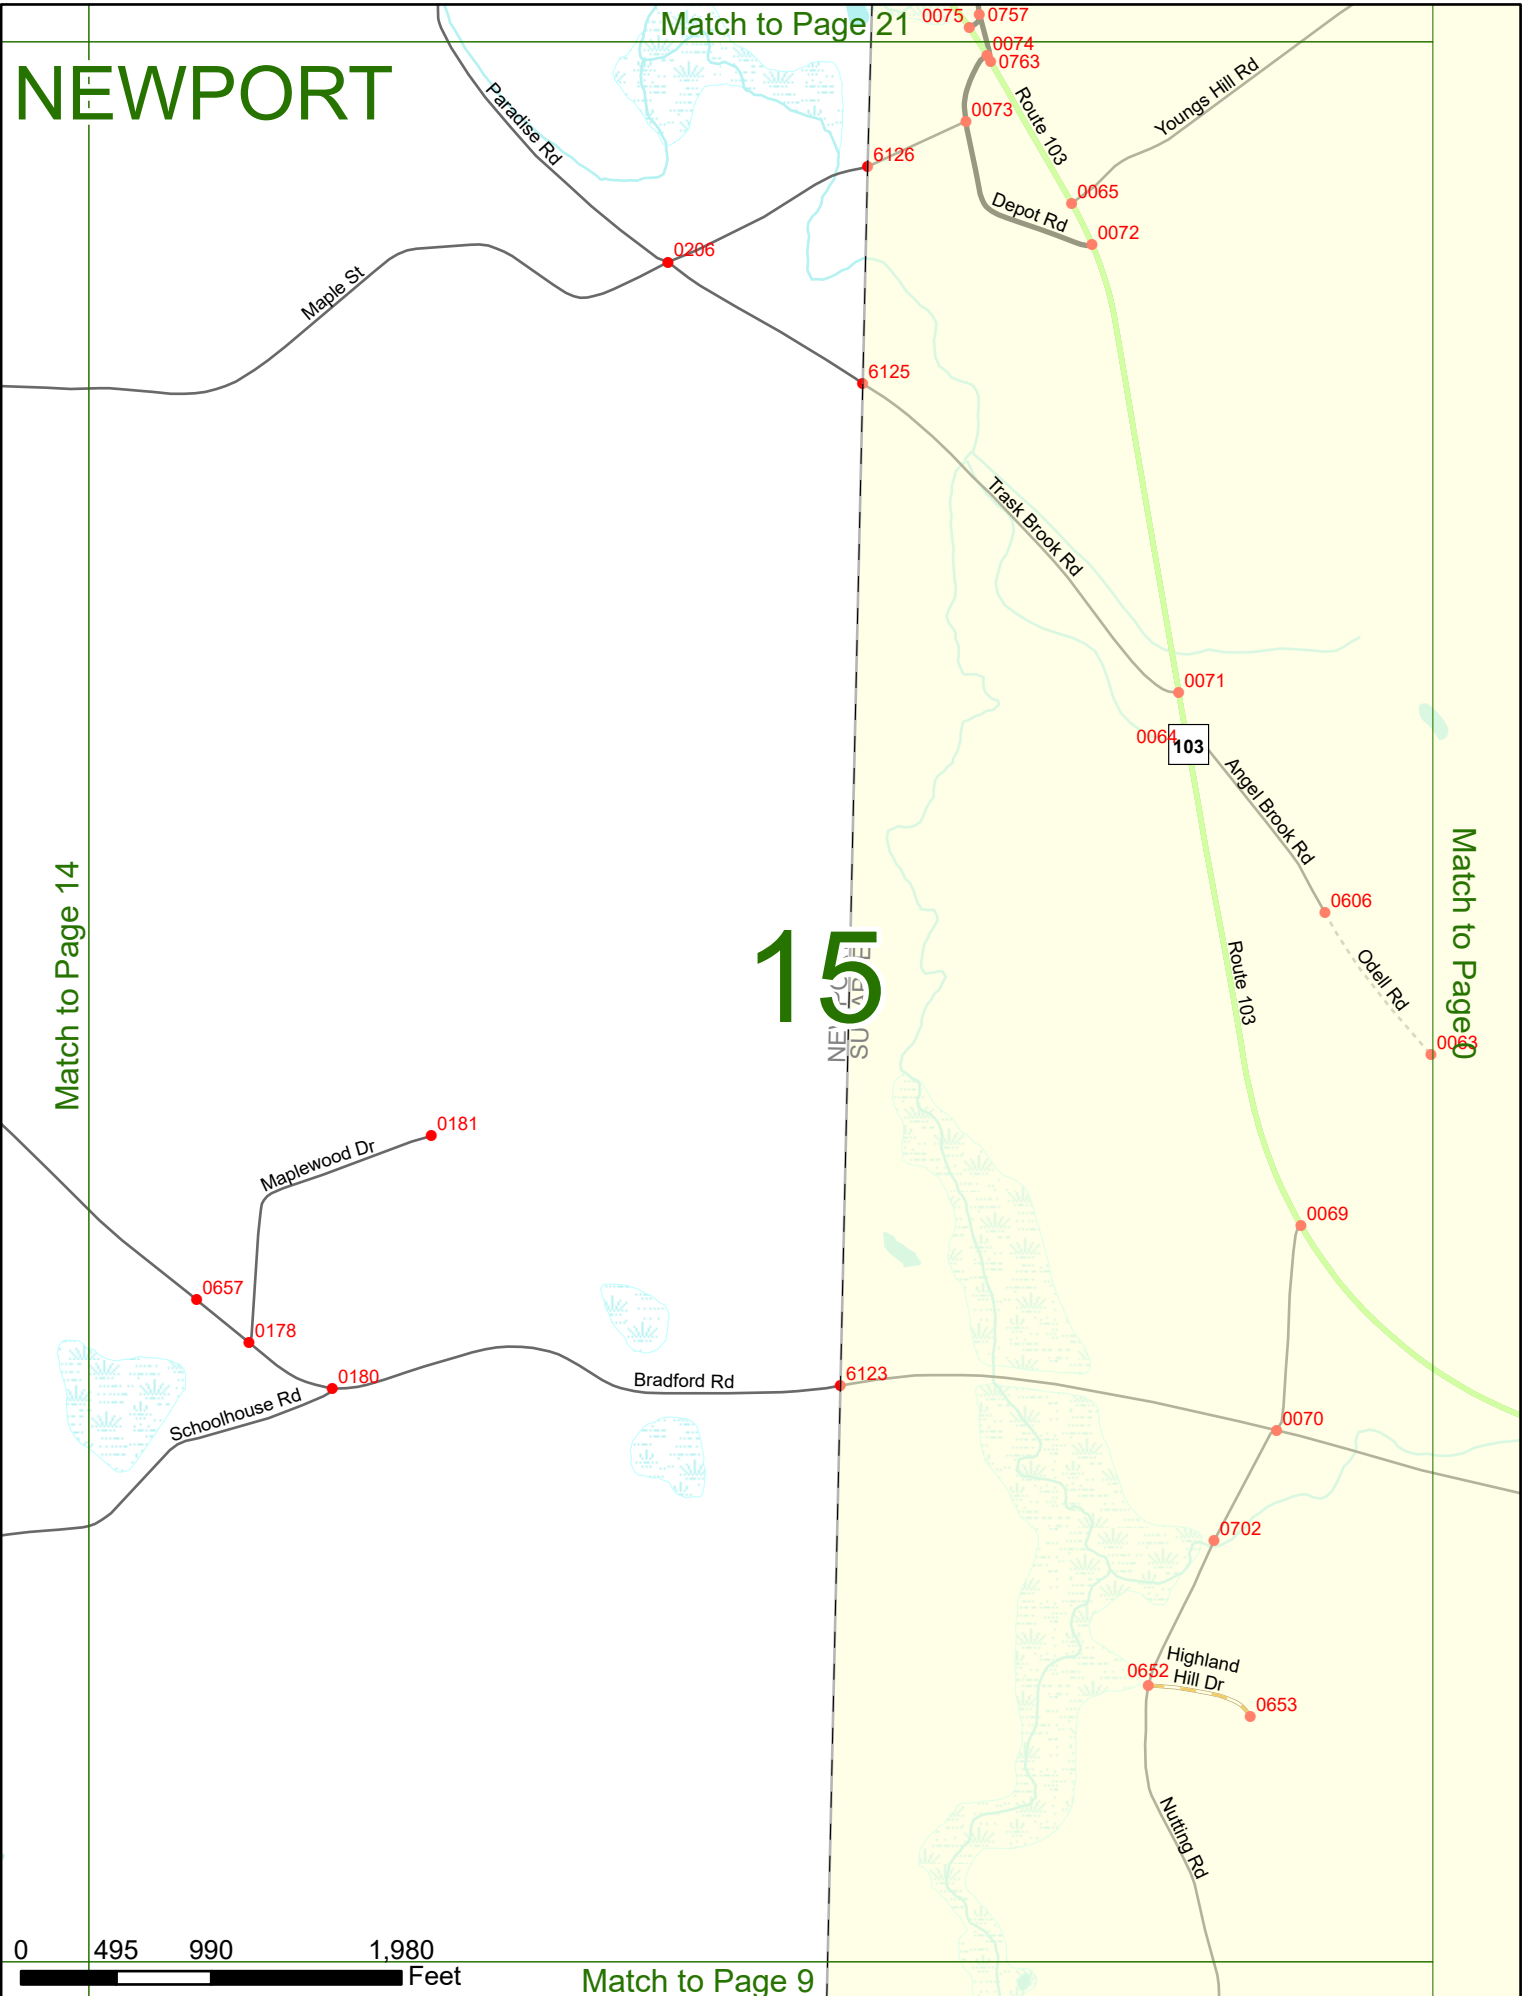 Match to Page 21
NEWPORT
0075
0757
0074
0763
Route 103
Youngs Hill Rd
Paradise Rd
0073
6126
0065
Depot Rd
0072
0206
Maple St
6125
Trask Brook Rd
0071
0064
103
Angel Brook Rd
Match to Page 14
Match to Page 0
0606
15
Route 103
Odell Rd
0063
0181
Maplewood Dr
0069
0657
0178
0180
Schoolhouse Rd
Bradford Rd
6123
0070
0702
Highland
Hill Dr
0652
0653
Nutting Rd
0 495 990 1,980
Feet
Match to Page 9